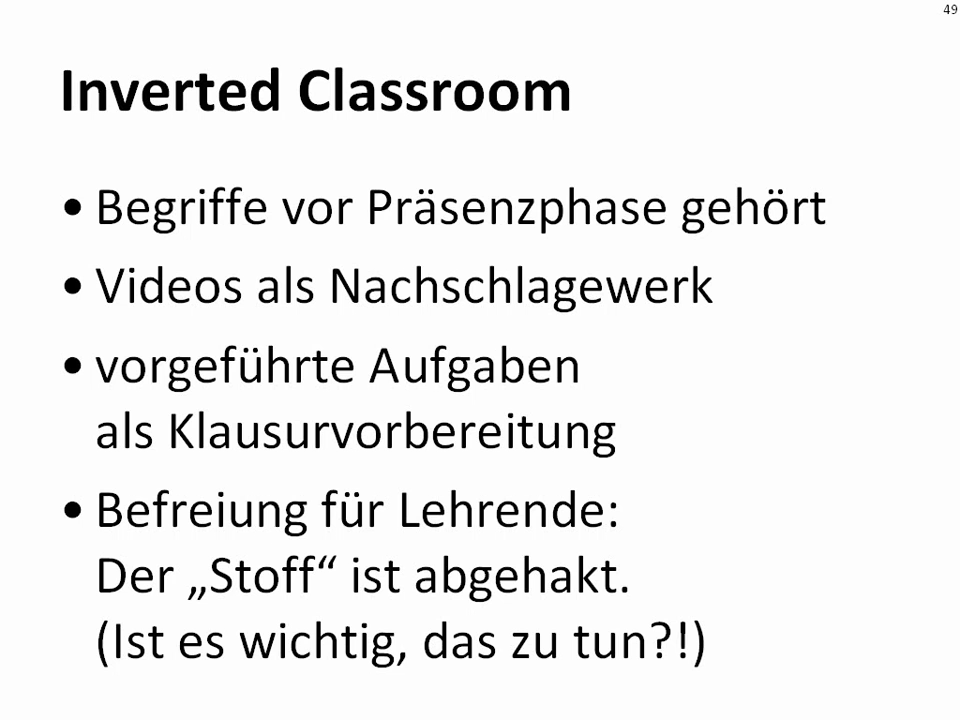 49
Inverted Classroom
• Begriffe vor Präsenzphase gehört
• Videos als Nachschlagewerk
• vorgeführte Aufgaben
als Klausurvorbereitung
• Befreiung für Lehrende:
Der „Stoff“ ist abgehakt.
(Ist es wichtig, das zu tun?!)